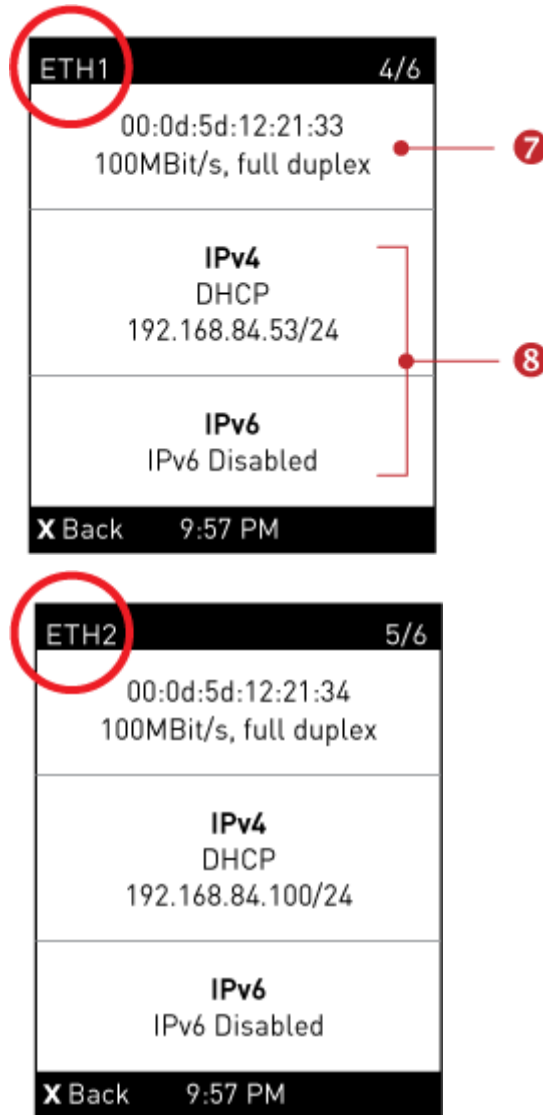 ETH1 4/6
00:0d:5d:12:21:33
100MBit/s, full duplex
7
IPv4
DHCP
192.168.84.53/24
8
IPv6
IPv6 Disabled
X Back 9:57 PM
ETH2 5/6
00:0d:5d:12:21:34
100MBit/s, full duplex
IPv4
DHCP
192.168.84.100/24
IPv6
IPv6 Disabled
X Back 9:57 PM